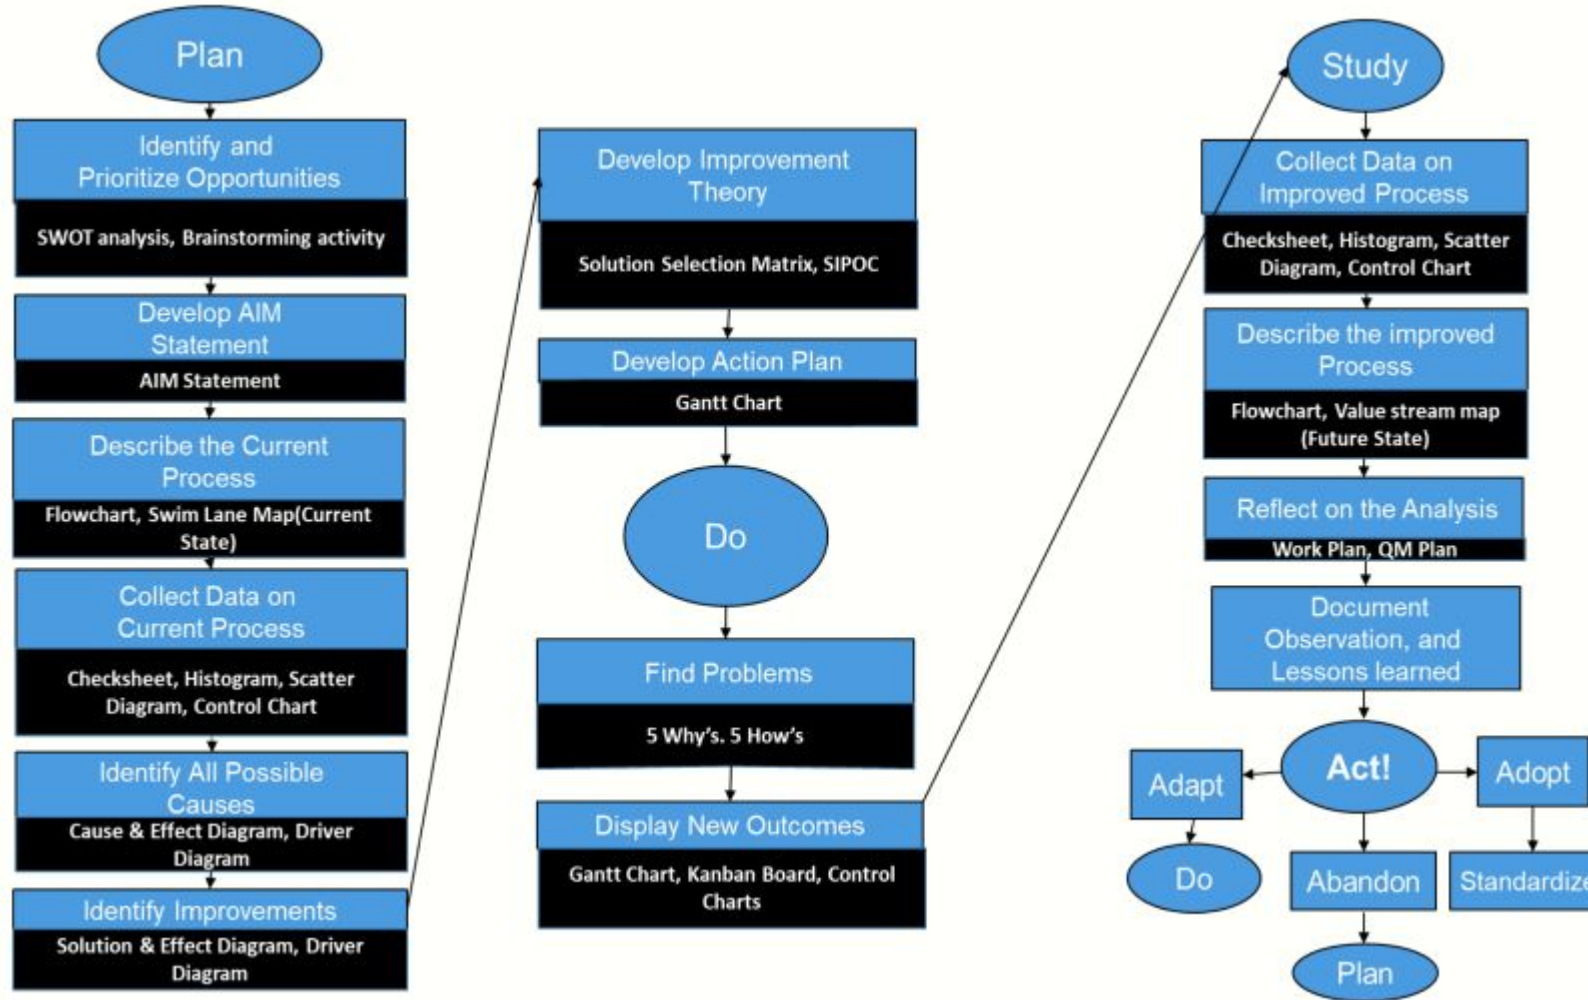 Plan
Identify and
Prioritize Opportunities
SWOT analysis, Brainstorming activity
Develop AIM
Statement
AIM Statement
Describe the Current
Process
Flowchart, Swim Lane Map(Current
State)
Collect Data on
Current Process
Checksheet, Histogram, Scatter
Diagram, Control Chart
Identify All Possible
Causes
Cause & Effect Diagram, Driver
Diagram
Identify Improvements
Solution & Effect Diagram, Driver
Diagram
Develop Improvement
Theory
Solution Selection Matrix, SIPOC
Develop Action Plan
Gantt Chart
Do
Find Problems
5 Why's. 5 How's
Display New Outcomes
Gantt Chart, Kanban Board, Control
Charts
Study
Collect Data on
Improved Process
Checksheet, Histogram, Scatter
Diagram, Control Chart
Describe the improved
Process
Flowchart, Value stream map
(Future State)
Reflect on the Analysis
Work Plan, QM Plan
Document
Observation, and
Lessons learned
Act!
Adapt
Adopt
Do
Abandon
Standardize
Plan